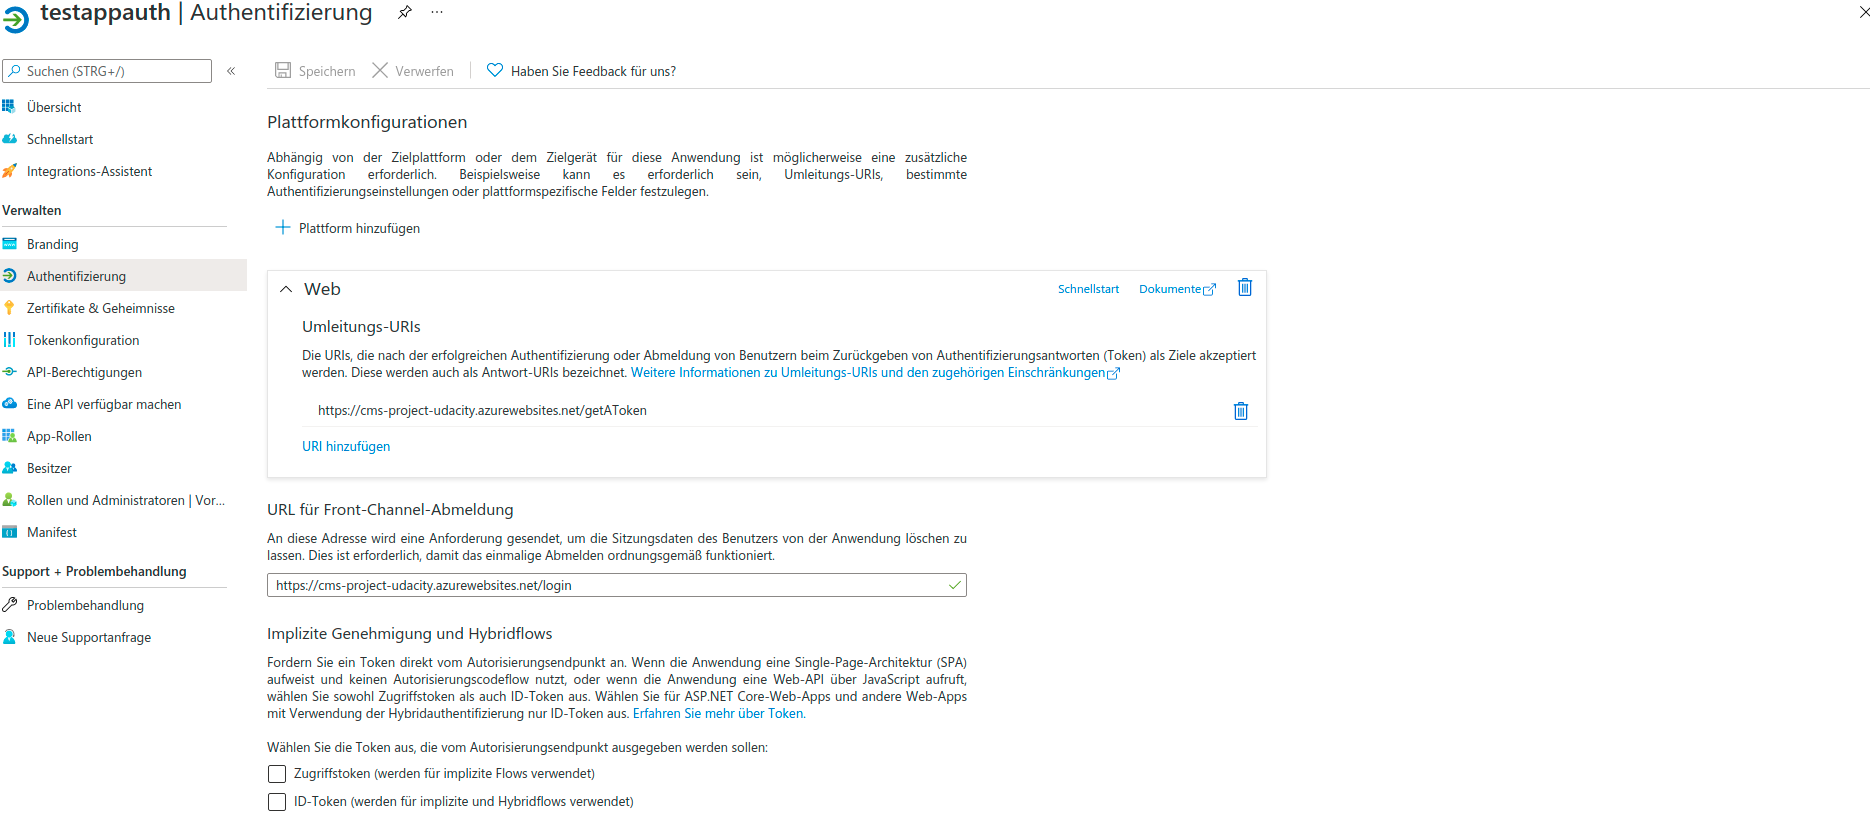 testappauth | Authentifizierung
Suchen (STRG+/)
Speichern
Verwerfen
Haben Sie Feedback für uns?
Übersicht
Schnellstart
Integrations-Assistent
Verwalten
Branding
Authentifizierung
Zertifikate & Geheimnisse
Tokenkonfiguration
API-Berechtigungen
Eine API verfügbar machen
App-Rollen
Besitzer
Rollen und Administratoren | Vor...
Manifest
Support + Problembehandlung
Problembehandlung
Neue Supportanfrage
Plattformkonfigurationen
Abhängig von der Zielplattform oder dem Zielgerät für diese Anwendung ist möglicherweise eine zusätzliche
Konfiguration erforderlich. Beispielsweise kann es erforderlich sein, Umleitungs-URIs, bestimmte
Authentifizierungseinstellungen oder plattformspezifische Felder festzulegen.
Plattform hinzufügen
Web
Schnellstart
Dokumente
Umleitungs-URIs
Die URIs, die nach der erfolgreichen Authentifizierung oder Abmeldung von Benutzern beim Zurückgeben von Authentifizierungsantworten (Token) als Ziele akzeptiert
werden. Diese werden auch als Antwort-URIs bezeichnet. Weitere Informationen zu Umleitungs-URIs und den zugehörigen Einschränkungen
https://cms-project-udacity.azurewebsites.net/getAToken
URI hinzufügen
URL für Front-Channel-Abmeldung
An diese Adresse wird eine Anforderung gesendet, um die Sitzungsdaten des Benutzers von der Anwendung löschen zu
lassen. Dies ist erforderlich, damit das einmalige Abmelden ordnungsgemäß funktioniert.
https://cms-project-udacity.azurewebsites.net/login
Implizite Genehmigung und Hybridflows
Fordern Sie ein Token direkt vom Autorisierungsendpunkt an. Wenn die Anwendung eine Single-Page-Architektur (SPA)
aufweist und keinen Autorisierungscodeflow nutzt, oder wenn die Anwendung eine Web-API über JavaScript aufruft,
wählen Sie sowohl Zugriffstoken als auch ID-Token aus. Wählen Sie für ASP.NET Core-Web-Apps und andere Web-Apps
mit Verwendung der Hybridauthentifizierung nur ID-Token aus. Erfahren Sie mehr über Token.
Wählen Sie die Token aus, die vom Autorisierungsendpunkt ausgegeben werden sollen:
Zugriffstoken (werden für implizite Flows verwendet)
ID-Token (werden für implizite und Hybridflows verwendet)